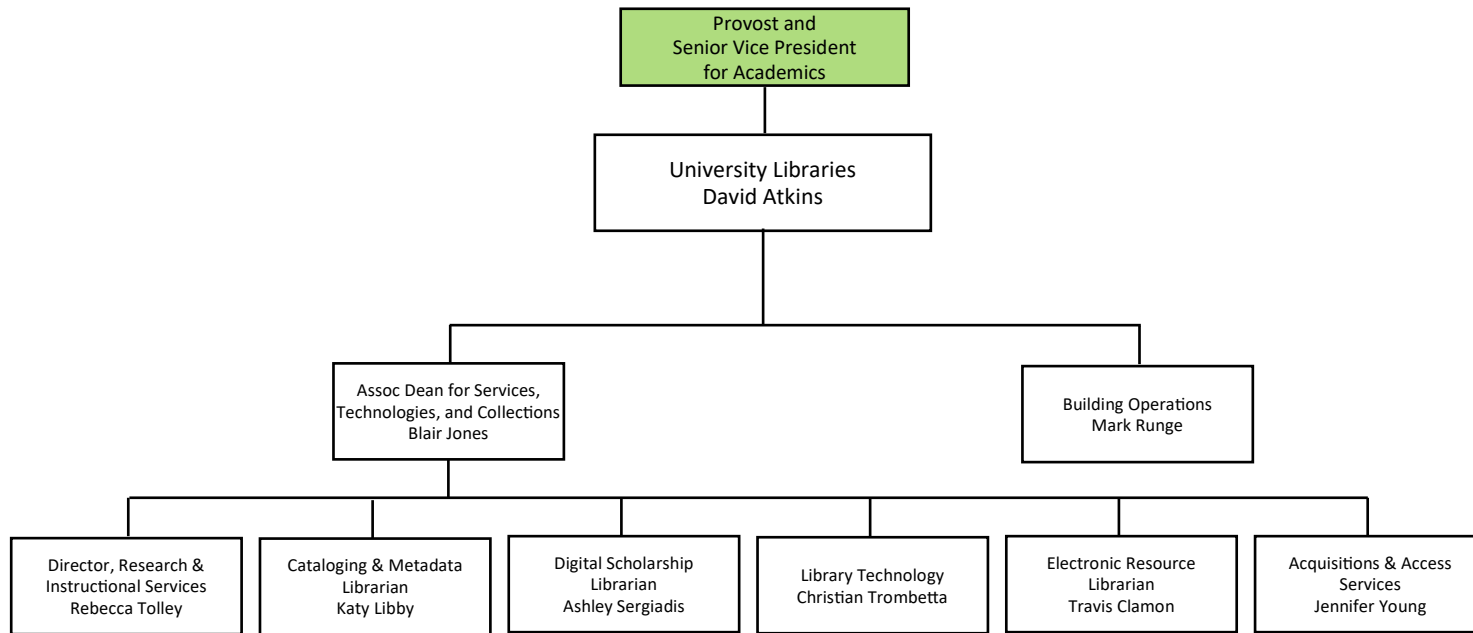 Provost and
Senior Vice President
for Academics
University Libraries
David Atkins
Assoc Dean for Services,
Technologies, and Collections
Blair Jones
Building Operations
Mark Runge
Director, Research &
Instructional Services
Rebecca Tolley
Cataloging & Metadata
Librarian
Katy Libby
Digital Scholarship
Librarian
Ashley Sergiadis
Library Technology
Christian Trombetta
Electronic Resource
Librarian
Travis Clamon
Acquisitions & Access
Services
Jennifer Young